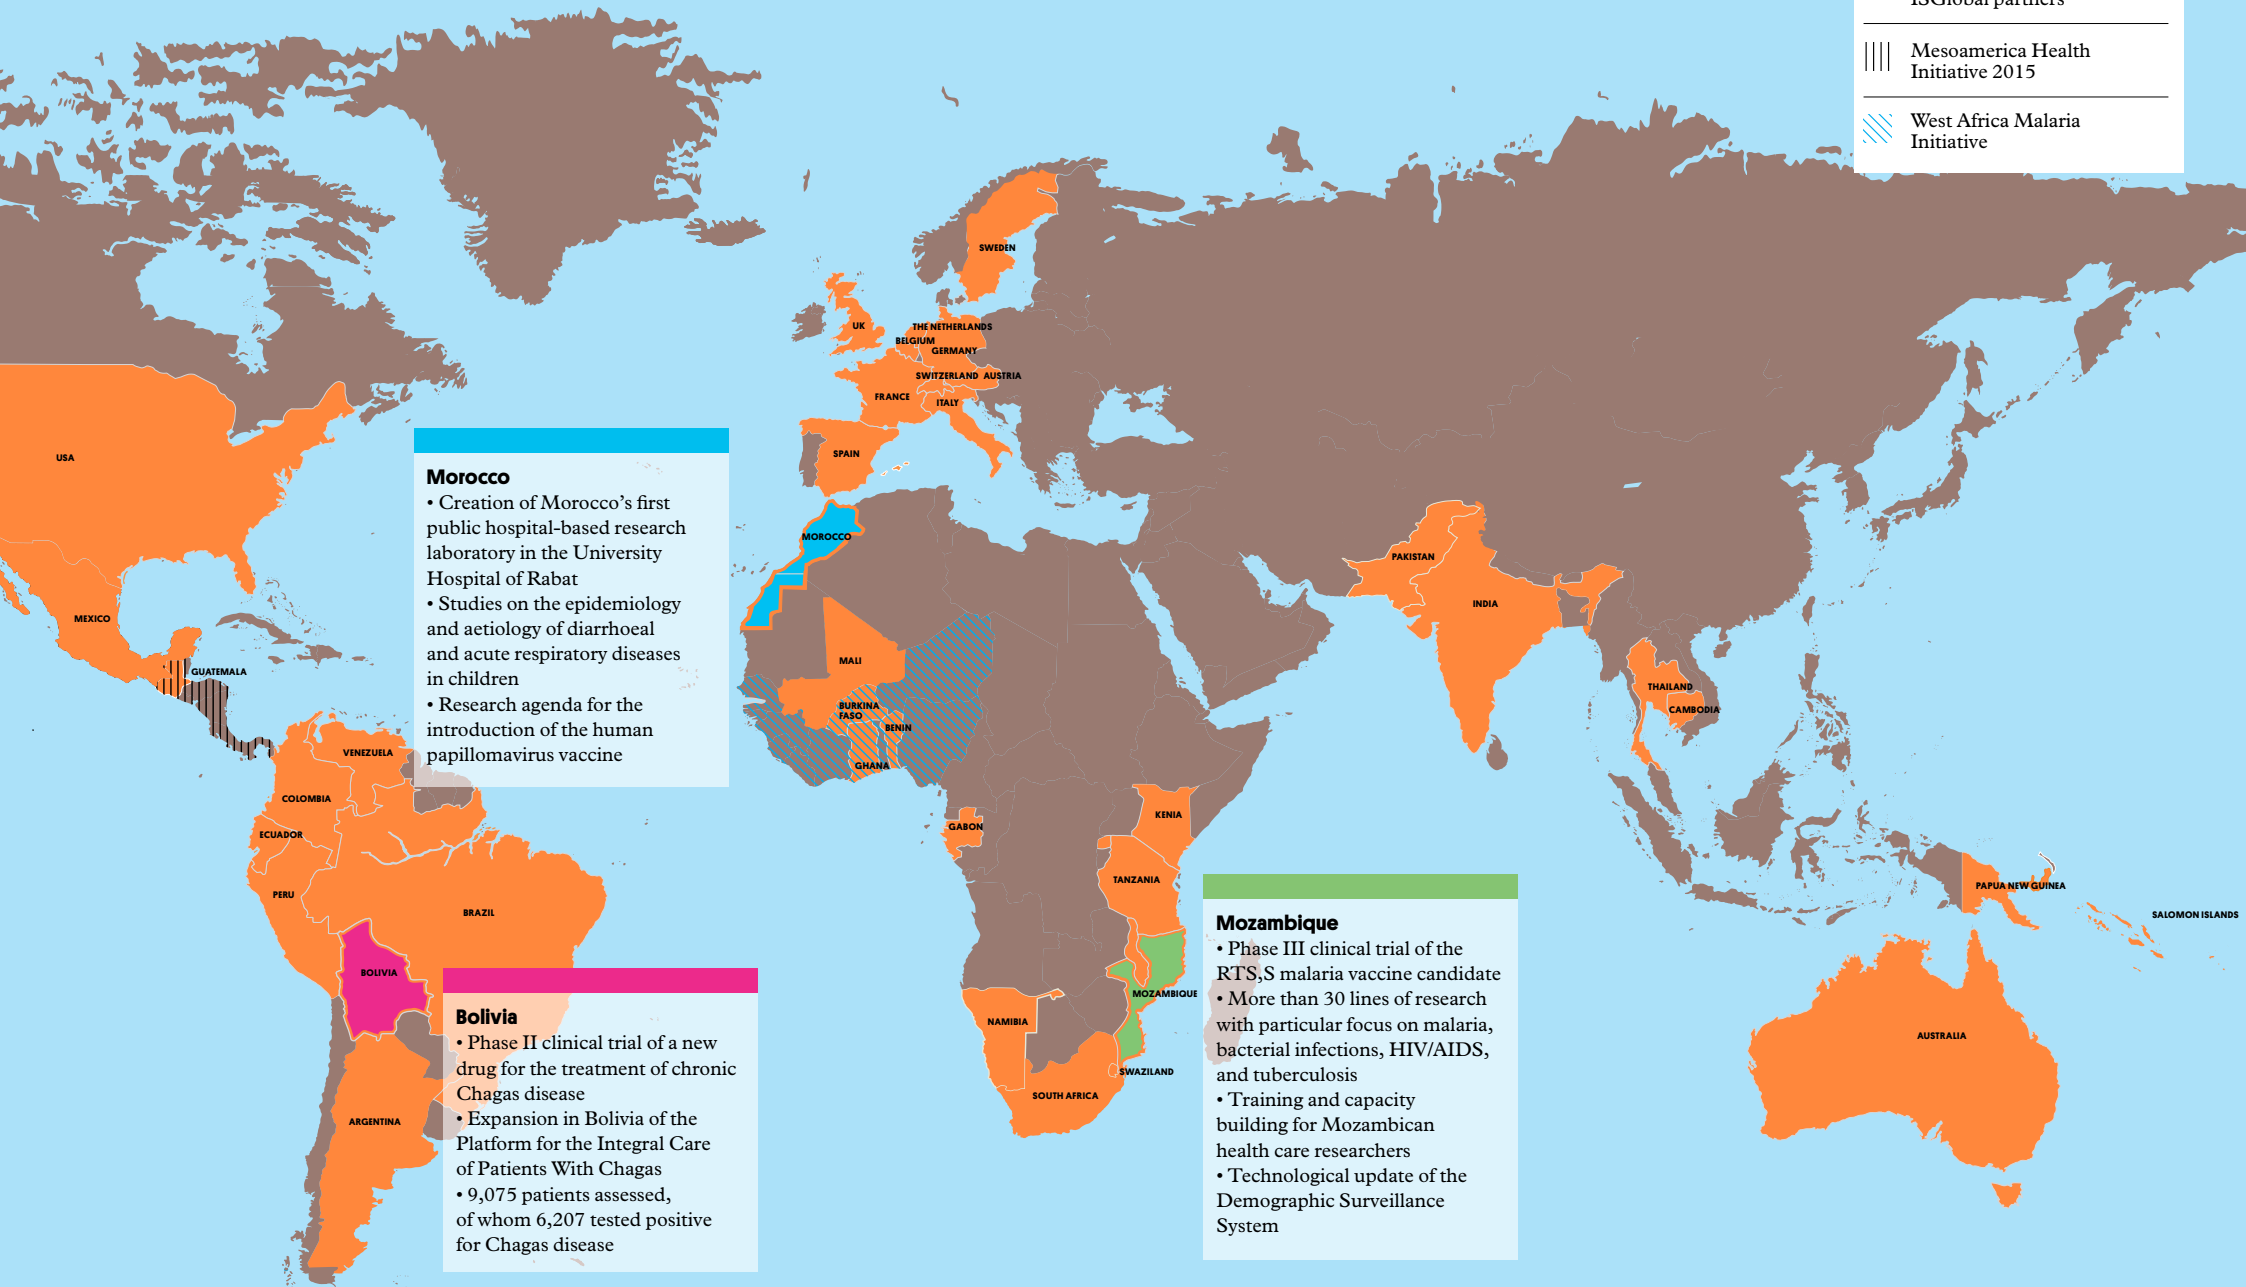 ISGlobal partners
Mesoamerica Health
Initiative 2015
West Africa Malaria
Initiative
SWEDEN
UK
THE NETHERLANDS
BELGIUM
GERMANY
SWITZERLAND
AUSTRIA
FRANCE
ITALY
SPAIN
USA
MEXICO
GUATEMALA
Morocco
• Creation of Morocco’s first
public hospital-based research
laboratory in the University
Hospital of Rabat
• Studies on the epidemiology
and aetiology of diarrhoeal
and acute respiratory diseases
in children
• Research agenda for the
introduction of the human
papillomavirus vaccine
MOROCCO
PAKISTAN
INDIA
MALI
BURKINA
FASO
BENIN
GHANA
THAILAND
CAMBODIA
VENEZUELA
COLOMBIA
ECUADOR
PERU
BRAZIL
BOLIVIA
ARGENTINA
GABON
KENIA
TANZANIA
MOZAMBIQUE
NAMIBIA
SWAZILAND
SOUTH AFRICA
PAPUA NEW GUINEA
SALOMON ISLANDS
AUSTRALIA
Bolivia
• Phase II clinical trial of a new
drug for the treatment of chronic
Chagas disease
• Expansion in Bolivia of the
Platform for the Integral Care
of Patients With Chagas
• 9,075 patients assessed,
of whom 6,207 tested positive
for Chagas disease
Mozambique
• Phase III clinical trial of the
RTS,S malaria vaccine candidate
• More than 30 lines of research
with particular focus on malaria,
bacterial infections, HIV/AIDS,
and tuberculosis
• Training and capacity
building for Mozambican
health care researchers
• Technological update of the
Demographic Surveillance
System